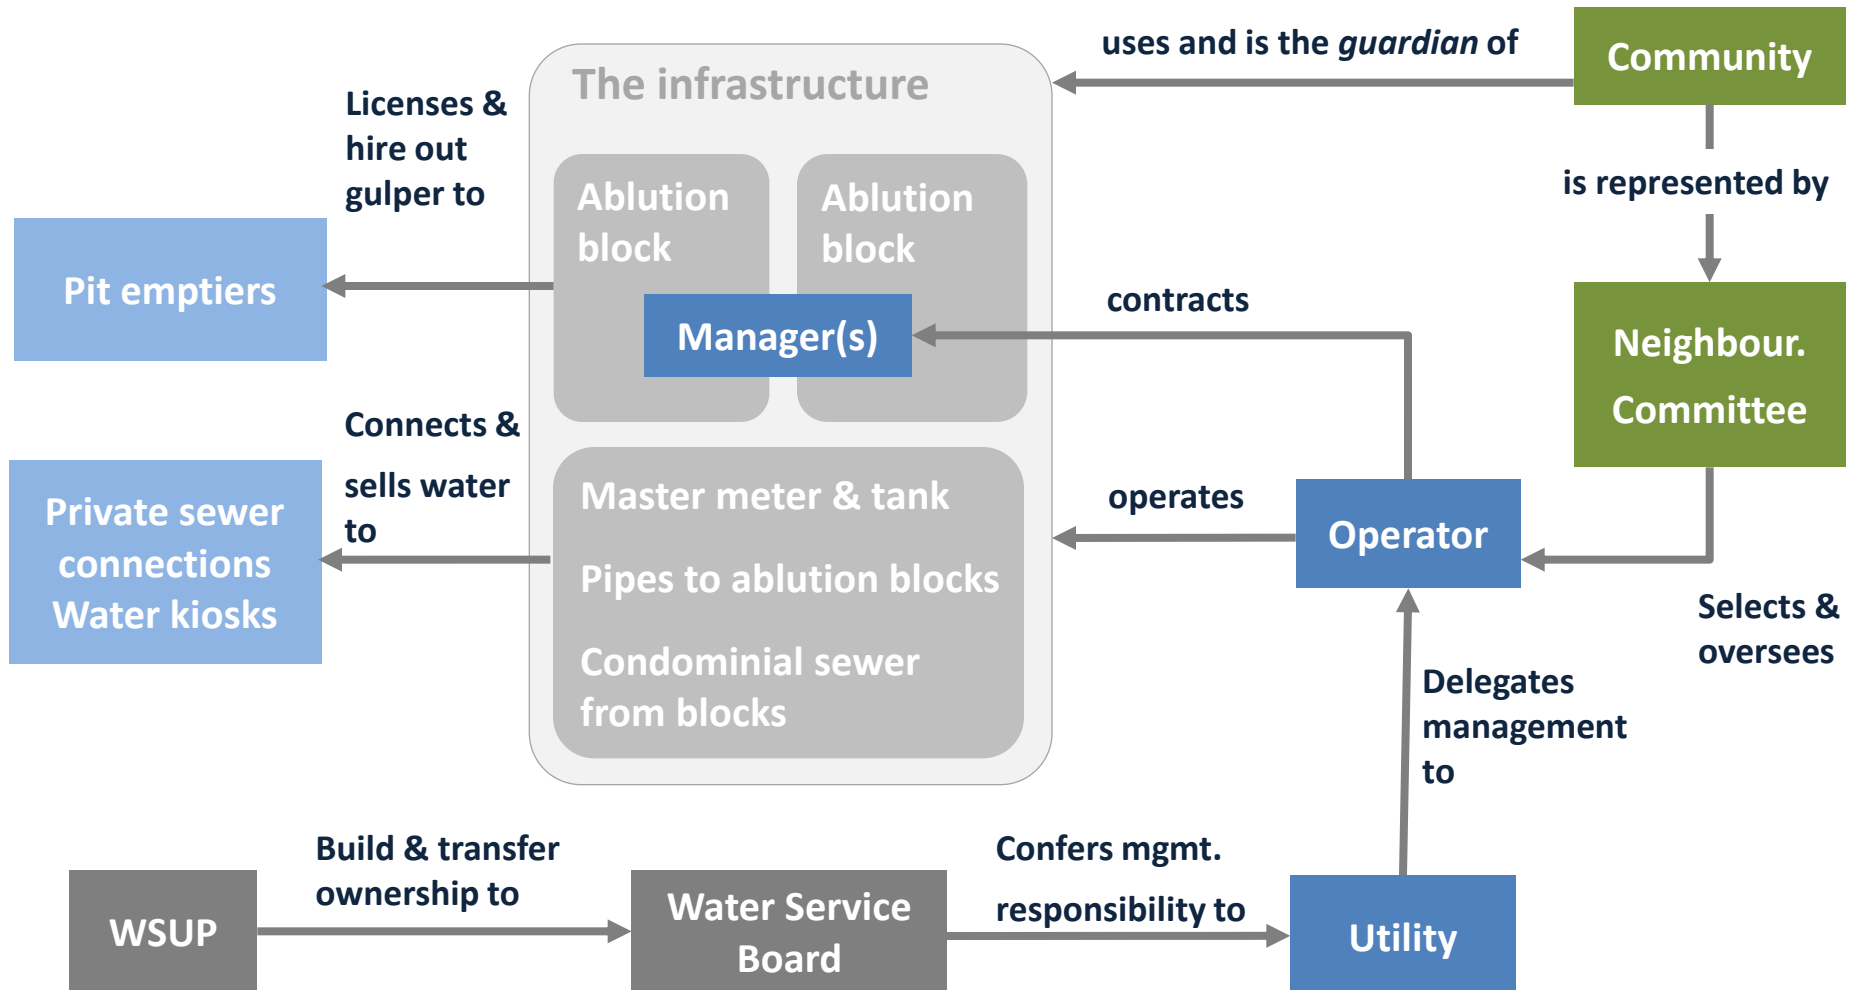 uses and is the guardian of
Community
The infrastructure
Licenses &
hire out
gulper to
Ablution
block
Ablution
block
is represented by
Pit emptiers
contracts
Manager(s)
Neighbour.
Committee
Connects &
sells water
to
Master meter & tank
operates
Private sewer
connections
Water kiosks
Operator
Pipes to ablution blocks
Selects &
oversees
Condominial sewer
from blocks
Delegates
management
to
Build & transfer
ownership to
Confers mgmt.
responsibility to
WSUP
Water Service
Board
Utility